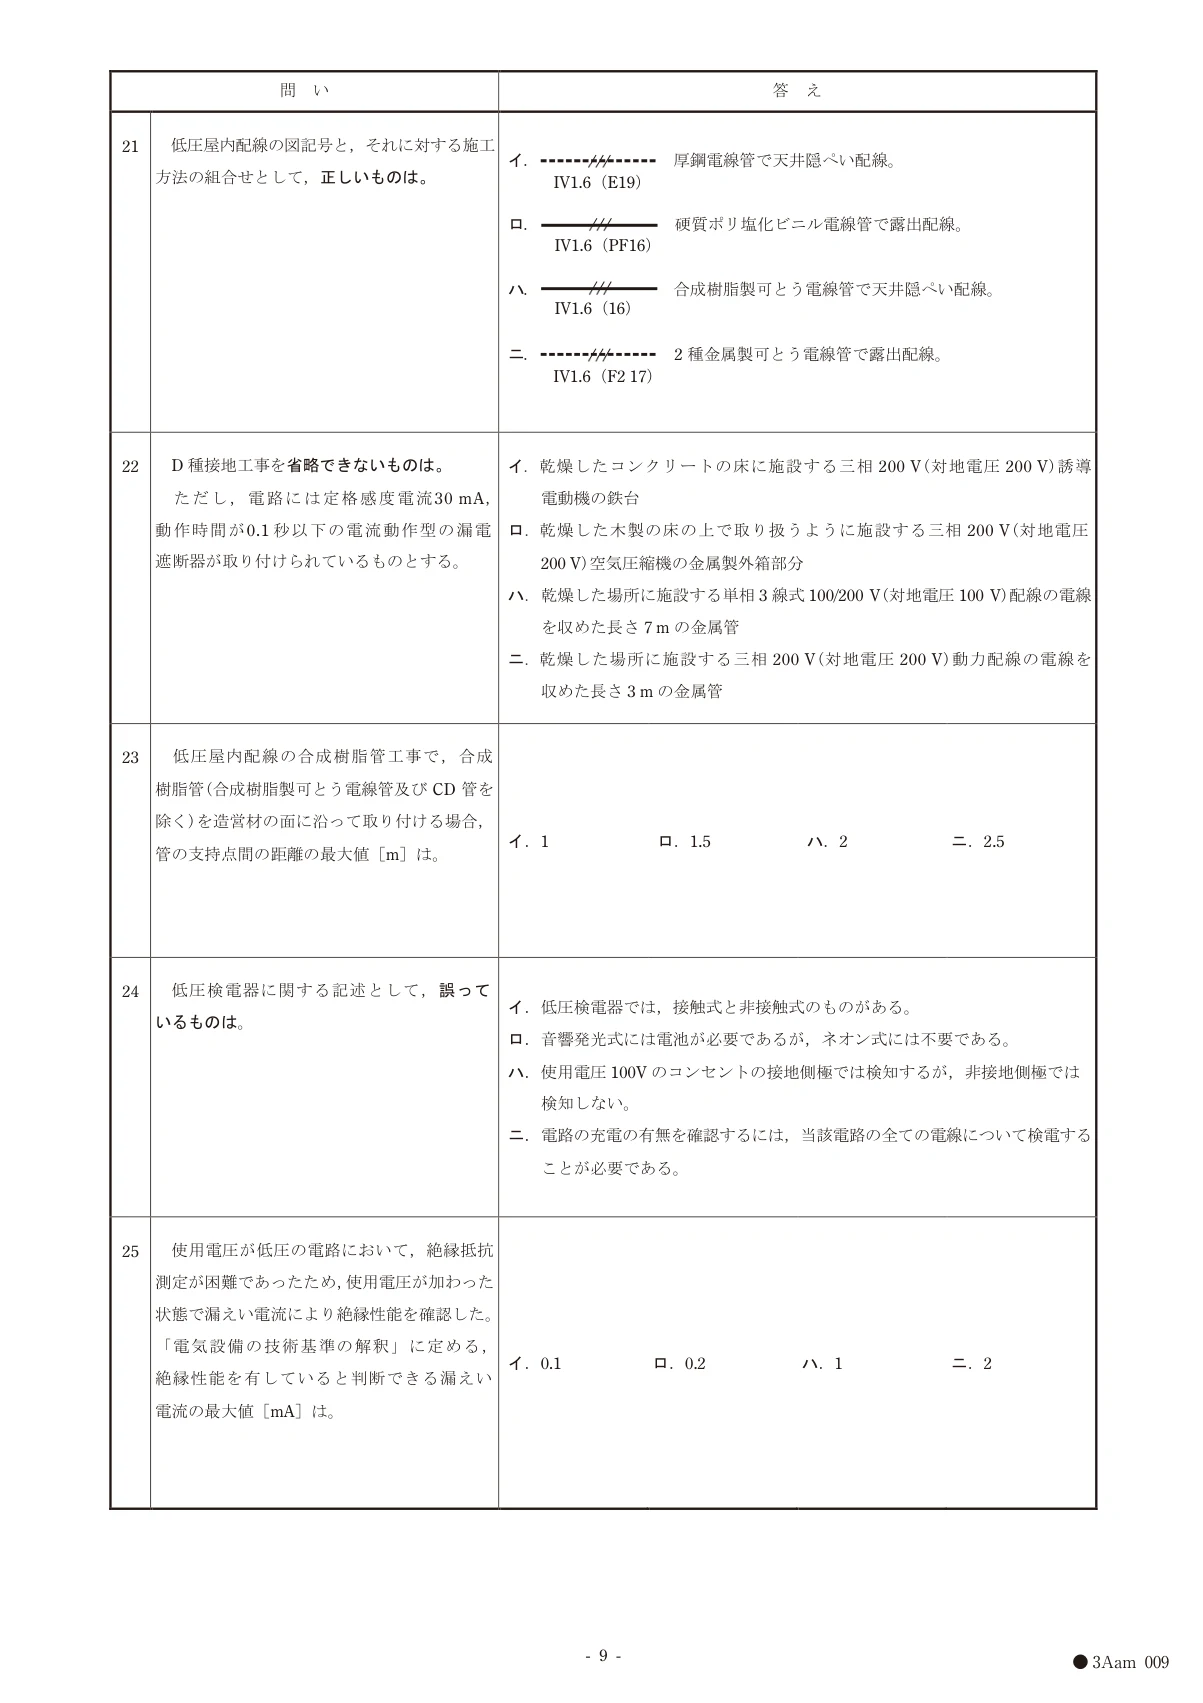 問　い
答　え
21
低圧屋内配線の図記号と，それに対する施工
方法の組合せとして，正しいものは。
イ．
厚鋼電線管で天井隠ぺい配線。
IV1.6（E19）
ロ．
硬質ポリ塩化ビニル電線管で露出配線。
IV1.6（PF16）
ハ．
合成樹脂製可とう電線管で天井隠ぺい配線。
IV1.6（16）
ニ．
2 種金属製可とう電線管で露出配線。
IV1.6（F2 17）
22
D 種接地工事を省略できないものは。
ただし，電路には定格感度電流30 mA，
動作時間が0.1 秒以下の電流動作型の漏電
遮断器が取り付けられているものとする。
イ．乾燥したコンクリートの床に施設する三相 200 V(対地電圧 200 V)誘導
電動機の鉄台
ロ．乾燥した木製の床の上で取り扱うように施設する三相 200 V(対地電圧
200 V)空気圧縮機の金属製外箱部分
ハ．乾燥した場所に施設する単相 3 線式 100/200 V(対地電圧 100 V)配線の電線
を収めた長さ 7 m の金属管
ニ．乾燥した場所に施設する三相 200 V(対地電圧 200 V)動力配線の電線を
収めた長さ 3 m の金属管
23
低圧屋内配線の合成樹脂管工事で，合成
樹脂管(合成樹脂製可とう電線管及び CD 管を
除く)を造営材の面に沿って取り付ける場合，
管の支持点間の距離の最大値［m］は。
イ．1　ロ．1.5　ハ．2　ニ．2.5
24
低圧検電器に関する記述として，誤って
いるものは。
イ．低圧検電器では，接触式と非接触式のものがある。
ロ．音響発光式には電池が必要であるが，ネオン式には不要である。
ハ．使用電圧 100V のコンセントの接地側極では検知するが，非接地側極では
検知しない。
ニ．電路の充電の有無を確認するには，当該電路の全ての電線について検電する
ことが必要である。
25
使用電圧が低圧の電路において，絶縁抵抗
測定が困難であったため，使用電圧が加わった
状態で漏えい電流により絶縁性能を確認した。
「電気設備の技術基準の解釈」に定める，
絶縁性能を有していると判断できる漏えい
電流の最大値［mA］は。
イ．0.1　ロ．0.2　ハ．1　ニ．2
- 9 -
●3Aam 009